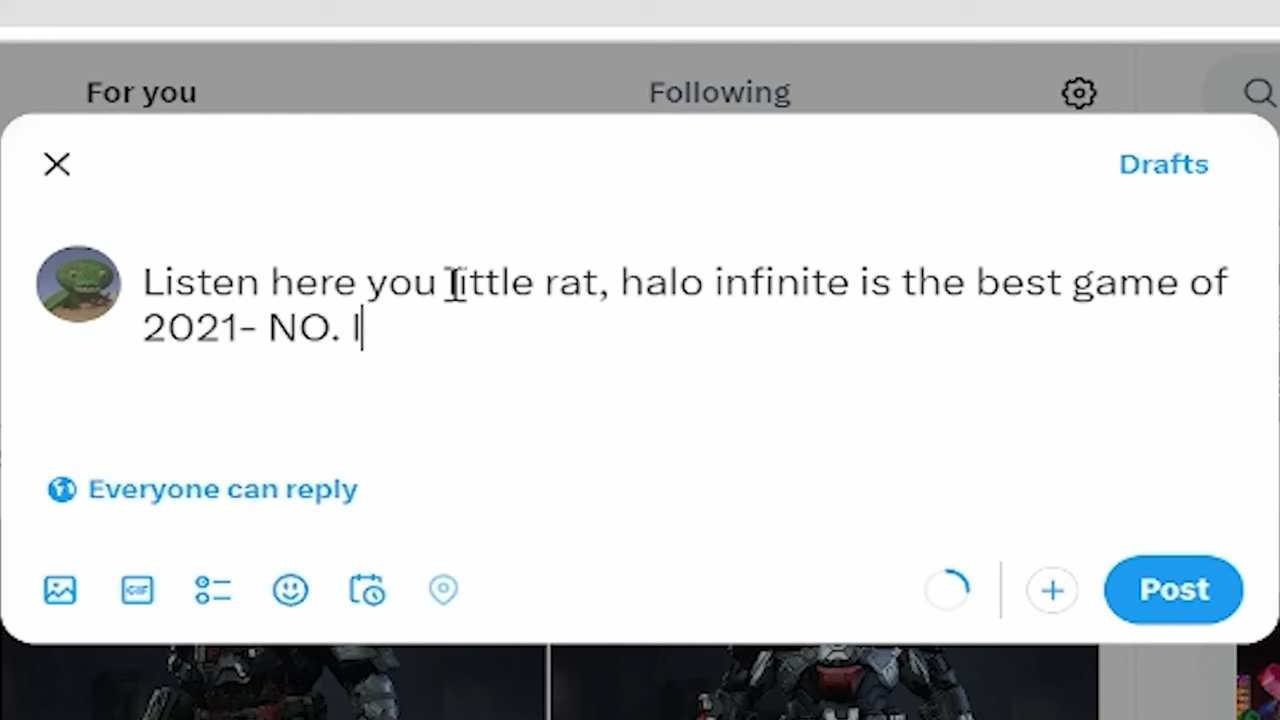 For you
Following
Drafts
Listen here you little rat, halo infinite is the best game of
2021- NO. I
Everyone can reply
GIF
Post